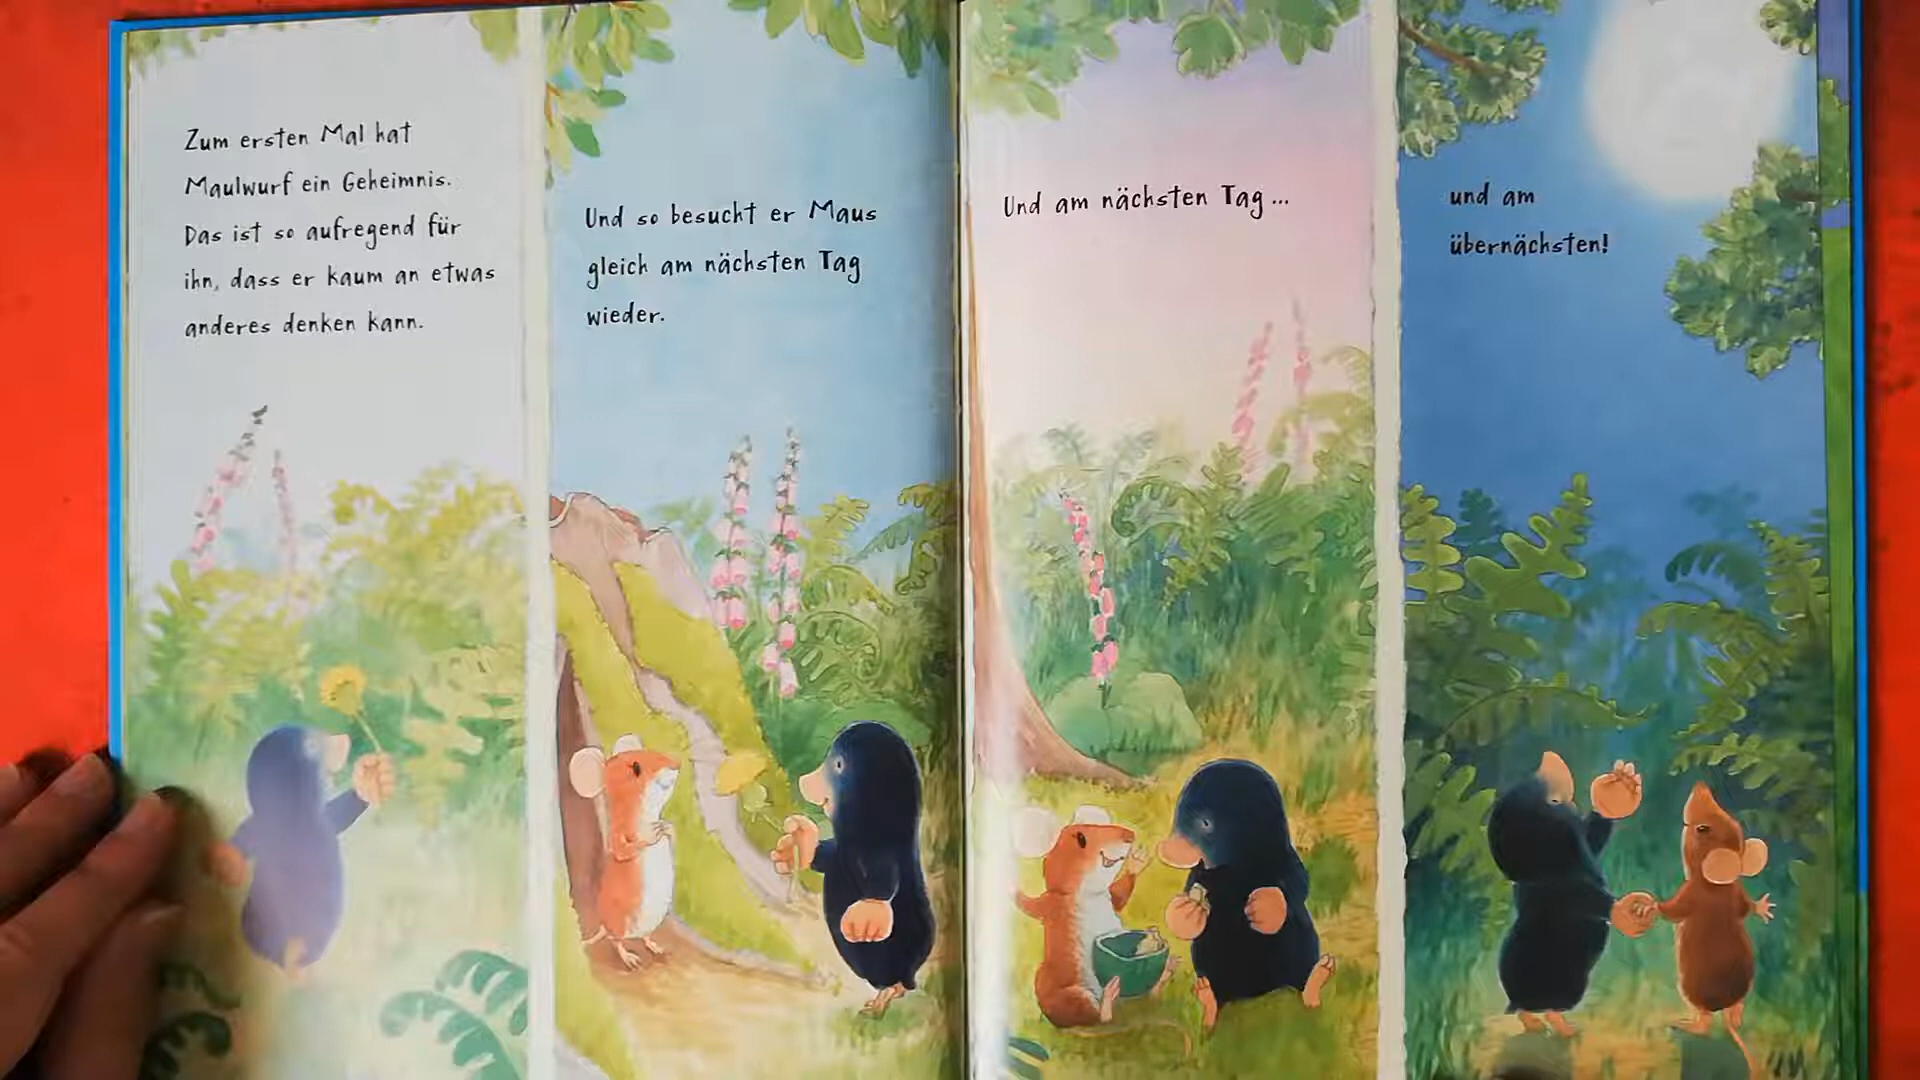 Zum ersten Mal hat
Maulwurf ein Geheimnis.
Das ist so aufregend für
ihn, dass er kaum an etwas
anderes denken kann.
Und so besucht er Maus
gleich am nächsten Tag
wieder.
Und am nächsten Tag...
und am
übernächsten!